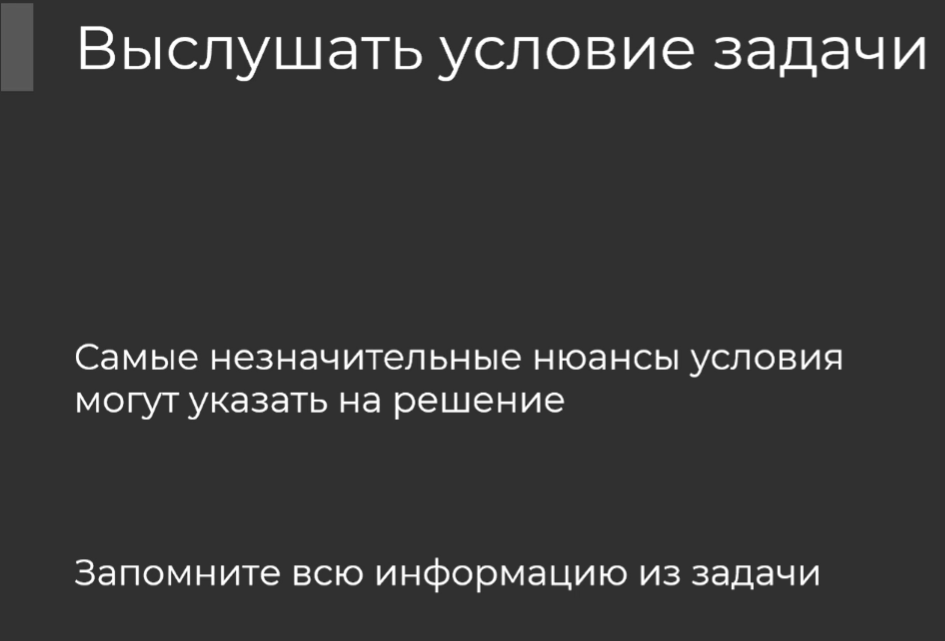 Выслушать условие задачи
Самые незначительные нюансы условия
могут указать на решение
Запомните всю информацию из задачи